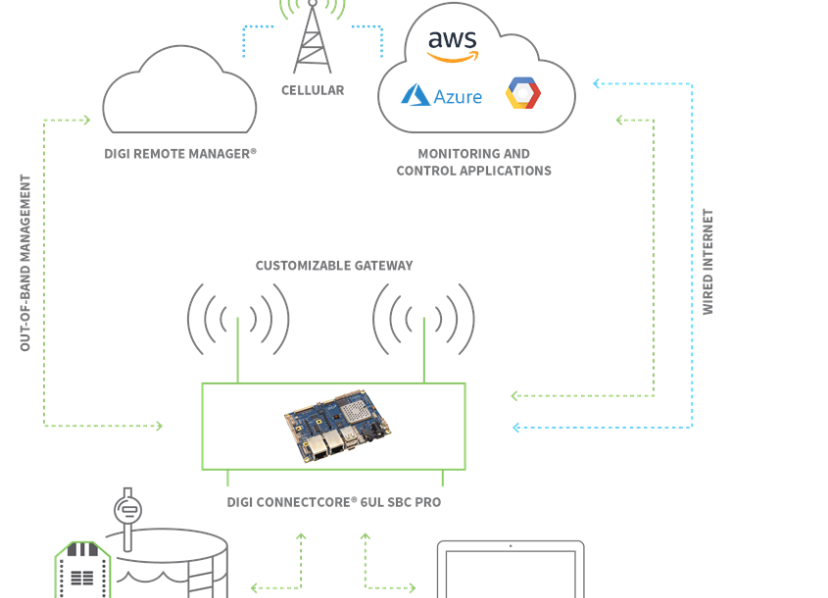 aws
Azure
CELLULAR
DIGI REMOTE MANAGER®
MONITORING AND
CONTROL APPLICATIONS
OUT-OF-BAND MANAGEMENT
WIRED INTERNET
CUSTOMIZABLE GATEWAY
DIGI CONNECTCORE® 6UL SBC PRO